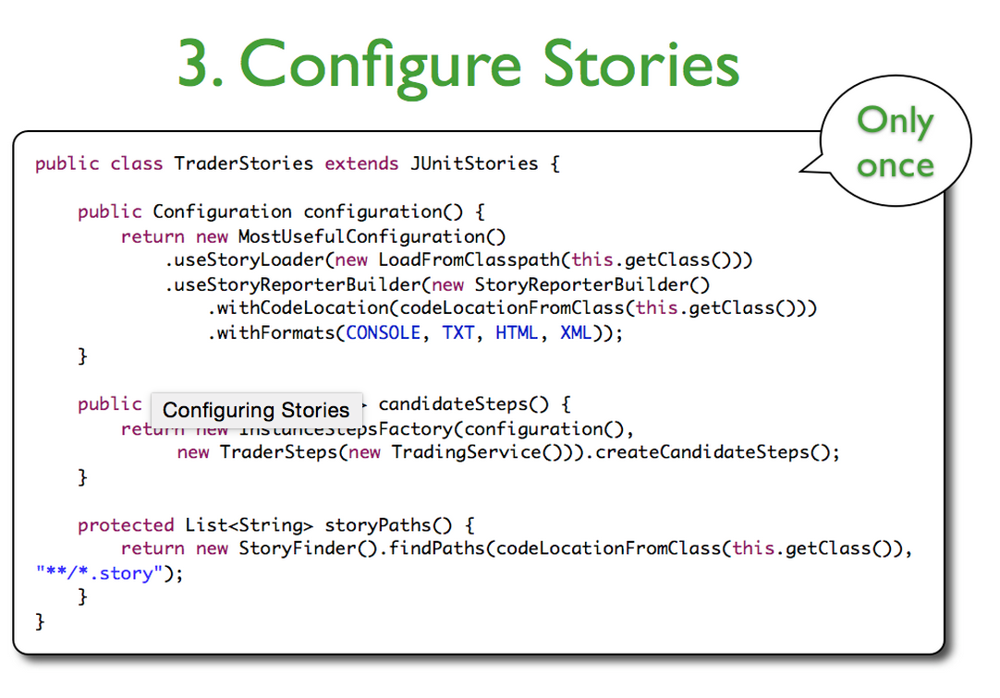 3. Configure Stories
Only
once
public class TraderStories extends JUnitStories {
public Configuration configuration() {
return new MostUsefulConfiguration()
.useStoryLoader(new LoadFromClasspath(this.getClass()))
.useStoryReporterBuilder(new StoryReporterBuilder()
.withCodeLocation(codeLocationFromClass(this.getClass()))
.withFormats(CONSOLE, TXT, HTML, XML));
}
public > candidateSteps() {
Configuring Stories
return new InstanceStepsFactory(configuration(),
new TraderSteps(new TradingService())).createCandidateSteps();
}
protected List<String> storyPaths() {
return new StoryFinder().findPaths(codeLocationFromClass(this.getClass()),
"**/*.story");
}
}